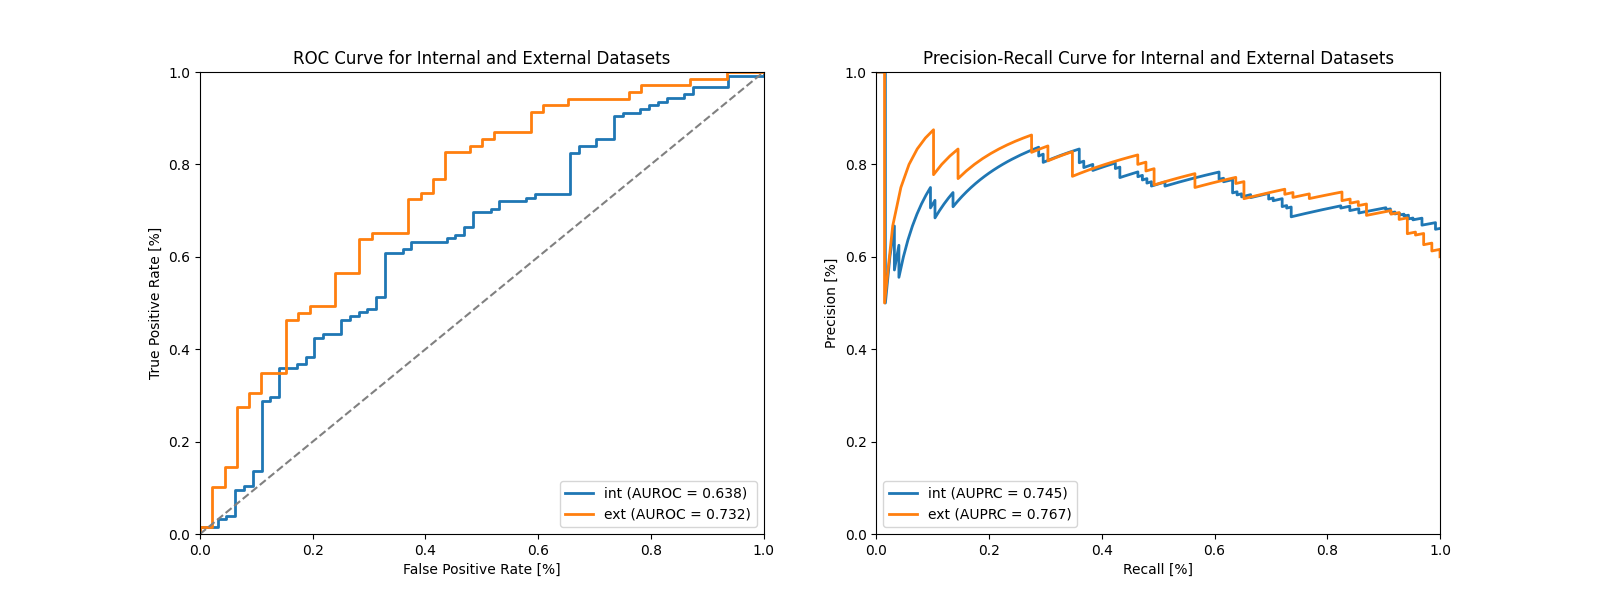 ROC Curve for Internal and External Datasets
True Positive Rate [%]
1.0
0.8
0.6
0.4
0.2
0.0
int (AUROC = 0.638)
ext (AUROC = 0.732)
0.0 0.2 0.4 0.6 0.8 1.0
False Positive Rate [%]
Precision-Recall Curve for Internal and External Datasets
Precision [%]
1.0
0.8
0.6
0.4
0.2
0.0
int (AUPRC = 0.745)
ext (AUPRC = 0.767)
0.0 0.2 0.4 0.6 0.8 1.0
Recall [%]